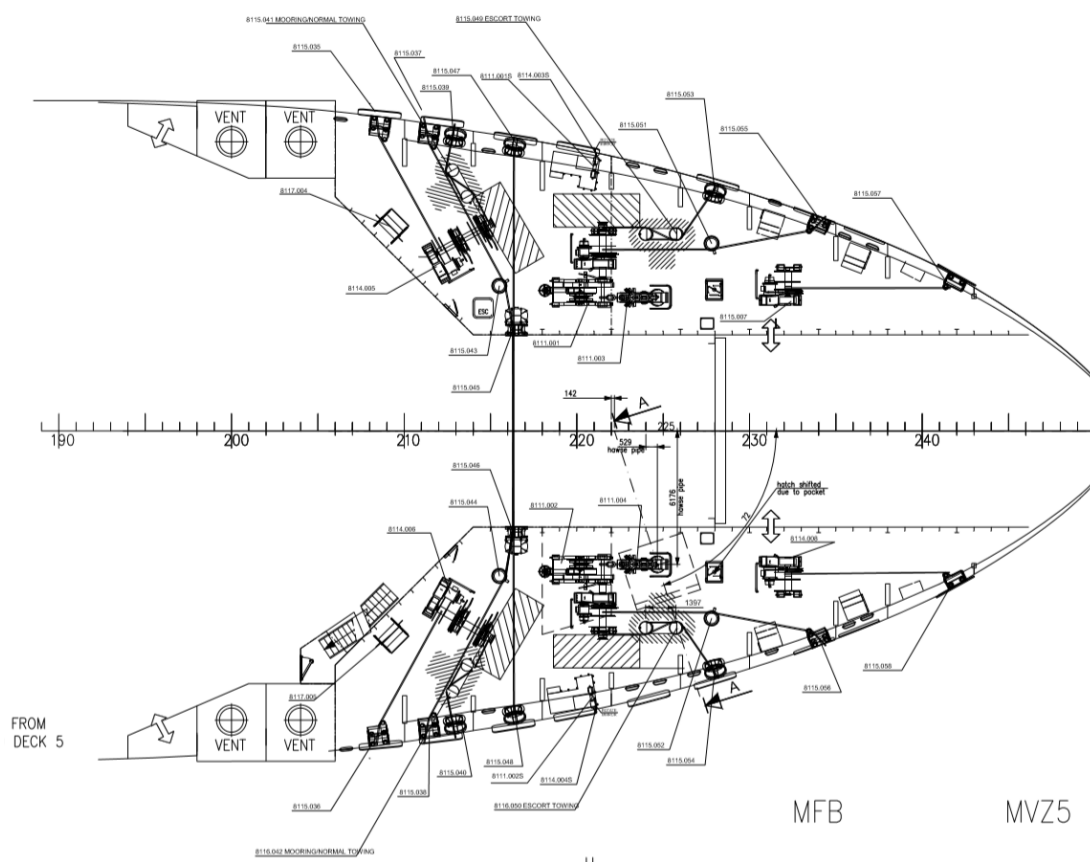 8115.041 MOORING/NORMAL TOWING
8115.049 ESCORT TOWING
8115.035
8115.037
8115.047
8111.001S
8114.003S
8115.039
8115.053
8115.051
8115.055
8115.057
VENT
VENT
8117.004
8114.005
ESC
8115.043
8115.045
8111.001
8111.003
8115.007
142
A
190
200
210
220
225
230
240
529
hawse pipe
6176
hawse pipe
72
hatch shifted
due to pocket
8115.046
8115.044
8111.002
8111.004
8114.006
8114.008
1397
8117.005
8115.058
8115.056
A
FROM
DECK 5
VENT
VENT
8115.052
8115.054
8115.048
8115.040
8111.002S
8114.004S
8115.038
8115.036
8116.050 ESCORT TOWING
8116.042 MOORING/NORMAL TOWING
MFB
MVZ5